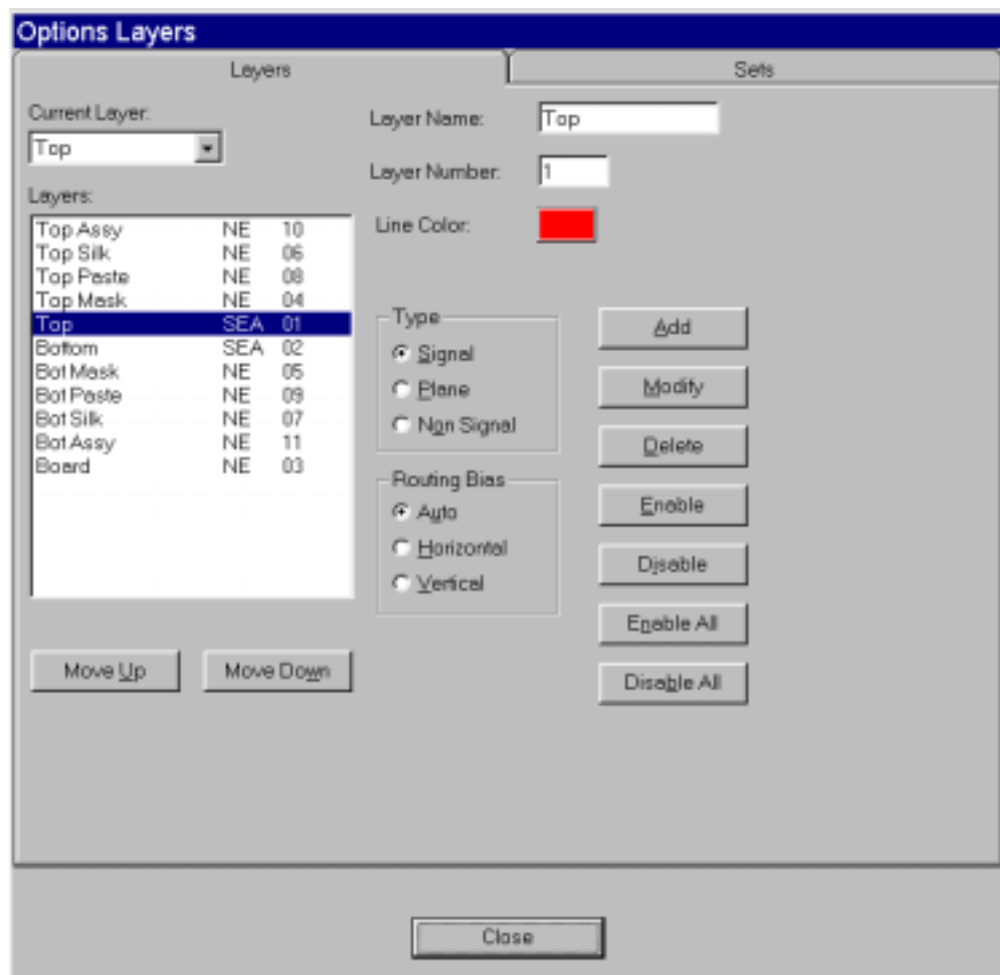 Options Layers
Layers
Sets
Current Layer:
Top
Layers:
Top Assy NE 10
Top Silk NE 06
Top Paste NE 08
Top Mask NE 04
Top SEA 01
Bottom SEA 02
Bot Mask NE 05
Bot Paste NE 09
Bot Silk NE 07
Bot Assy NE 11
Board NE 03
Move Up
Move Down
Layer Name:
Top
Layer Number:
1
Line Color:
Type
Signal
Plane
Non Signal
Routing Bias
Auto
Horizontal
Vertical
Add
Modify
Delete
Enable
Disable
Enable All
Disable All
Close